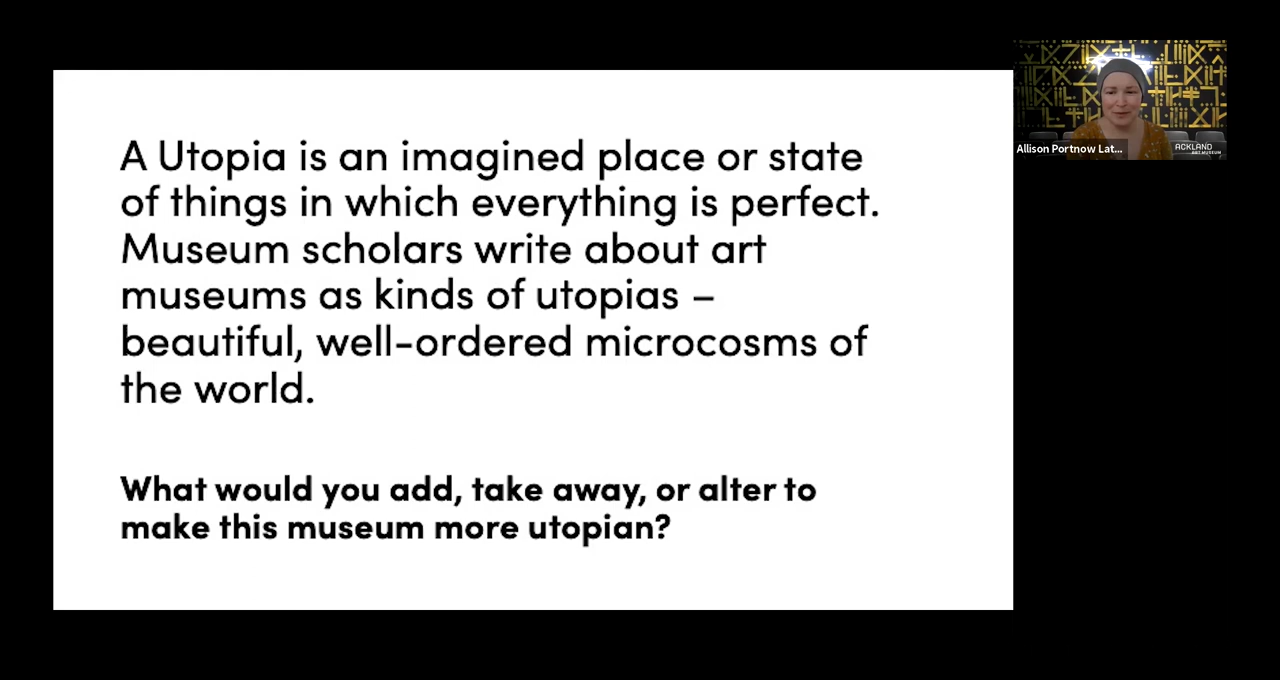 A Utopia is an imagined place or state
of things in which everything is perfect.
Museum scholars write about art
museums as kinds of utopias –
beautiful, well-ordered microcosms of
the world.
What would you add, take away, or alter to
make this museum more utopian?
Allison Portnow Lat...
ACKLAND
ART MUSEUM